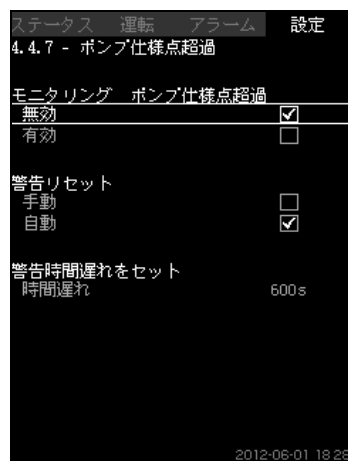 ステータス 運転 アラーム 設定
4.4.7 - ポンプ仕様点超過
モニタリング ポンプ仕様点超過
無効
有効
警告リセット
手動
自動
警告時間遅れをセット
時間遅れ 600s
2012-06-01 18:28